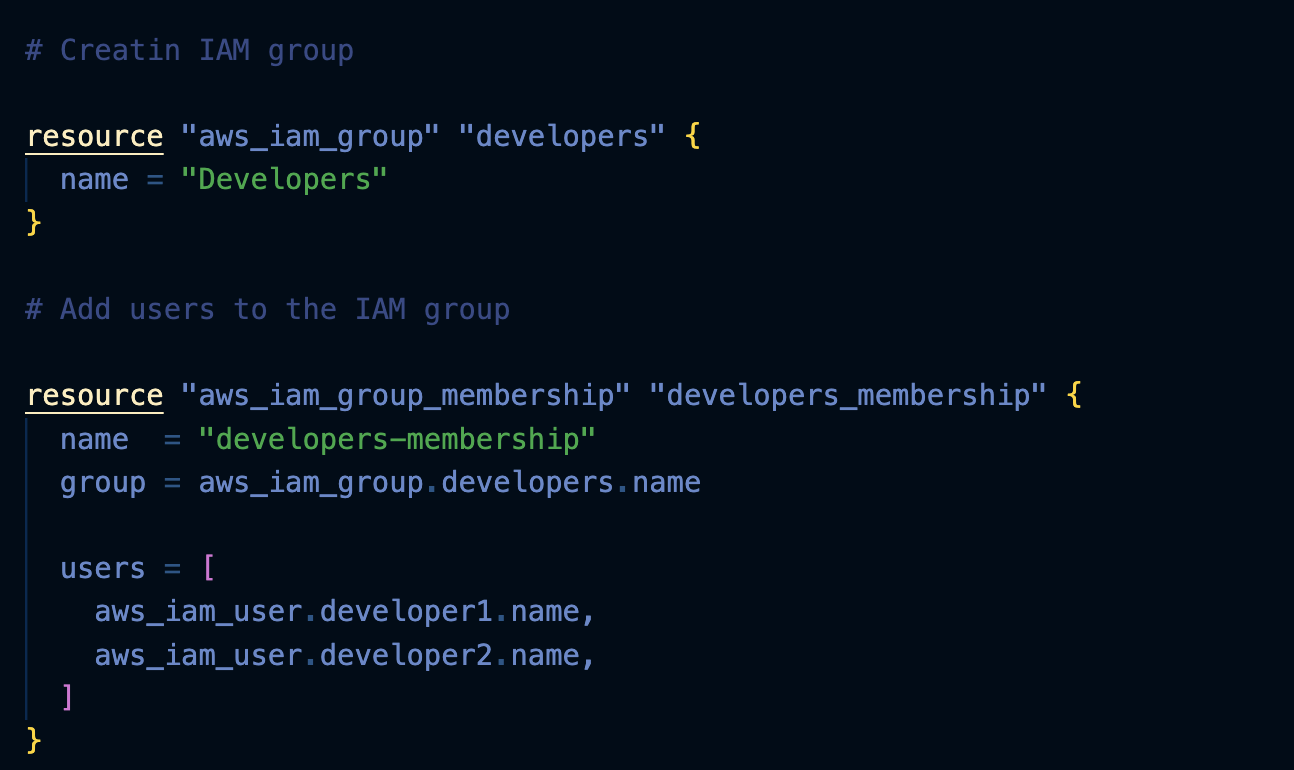 # Creatin IAM group
resource "aws_iam_group" "developers" {
  name = "Developers"
}
# Add users to the IAM group
resource "aws_iam_group_membership" "developers_membership" {
  name  = "developers-membership"
  group = aws_iam_group.developers.name
  users = [
    aws_iam_user.developer1.name,
    aws_iam_user.developer2.name,
  ]
}